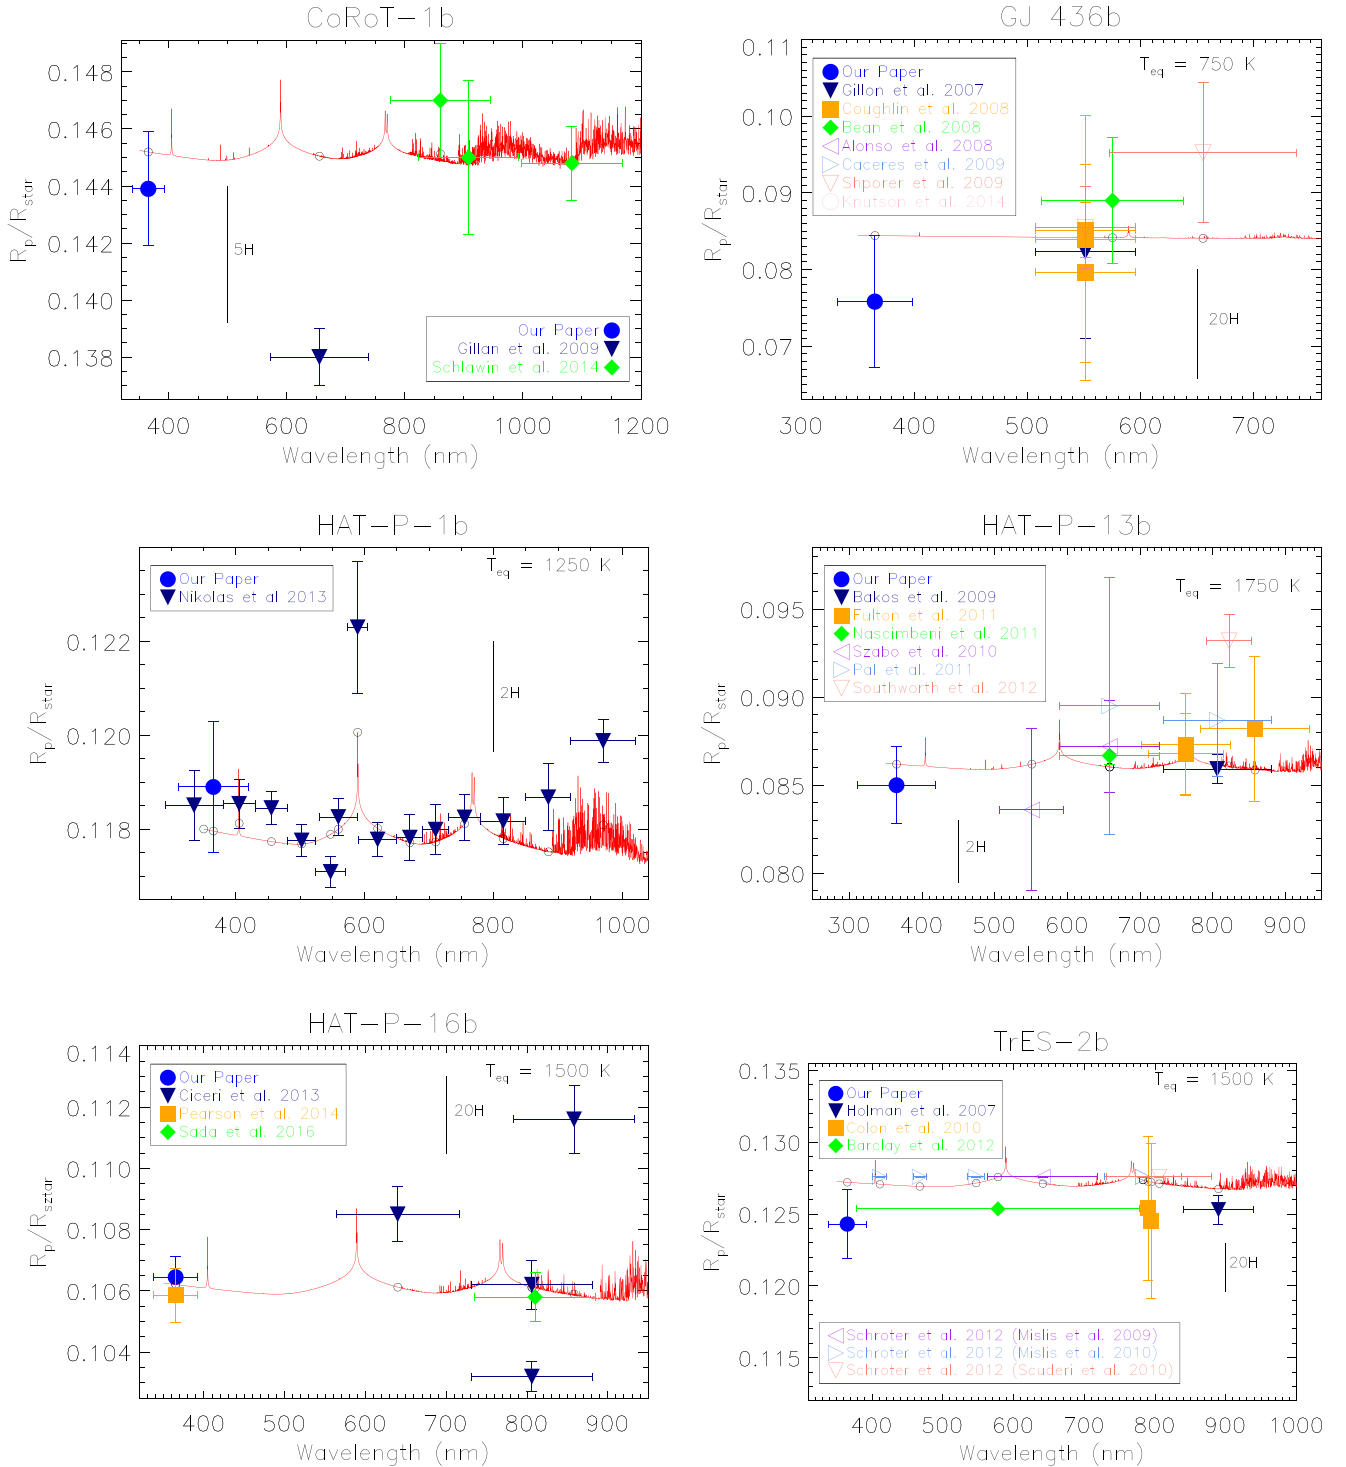 CoRoT-1b
0.148
0.146
0.144
0.142
0.140
0.138
Rp/Rstar
5H
Our Paper
Gillan et al. 2009
Schlawin et al. 2014
400 600 800 1000 1200
Wavelength (nm)
GJ 436b
0.11
0.10
0.09
0.08
0.07
Rp/Rstar
Teq = 750 K
Our Paper
Gillon et al. 2007
Coughlin et al. 2008
Bean et al. 2008
Alonso et al. 2008
Caceres et al. 2009
Shporer et al. 2009
Knutson et al. 2014
20H
300 400 500 600 700
Wavelength (nm)
HAT-P-1b
0.122
0.120
0.118
Rp/Rstar
Teq = 1250 K
Our Paper
Nikolas et al 2013
2H
400 600 800 1000
Wavelength (nm)
HAT-P-13b
0.095
0.090
0.085
0.080
Rp/Rstar
Teq = 1750 K
Our Paper
Bakos et al. 2009
Fulton et al. 2011
Nascimbeni et al. 2011
Szabo et al. 2010
Pal et al. 2011
Southworth et al. 2012
2H
300 400 500 600 700 800 900
Wavelength (nm)
HAT-P-16b
0.114
0.112
0.110
0.108
0.106
0.104
Rp/Rsztar
Teq = 1500 K
Our Paper
Ciceri et al. 2013
Pearson et al. 2014
Sada et al. 2016
20H
400 500 600 700 800 900
Wavelength (nm)
TrES-2b
0.135
0.130
0.125
0.120
0.115
Rp/Rstar
Teq = 1500 K
Our Paper
Holman et al. 2007
Colon et al. 2010
Barclay et al. 2012
20H
Schroter et al. 2012 (Mislis et al. 2009)
Schroter et al. 2012 (Mislis et al. 2010)
Schroter et al. 2012 (Scuderi et al. 2010)
400 500 600 700 800 900 1000
Wavelength (nm)